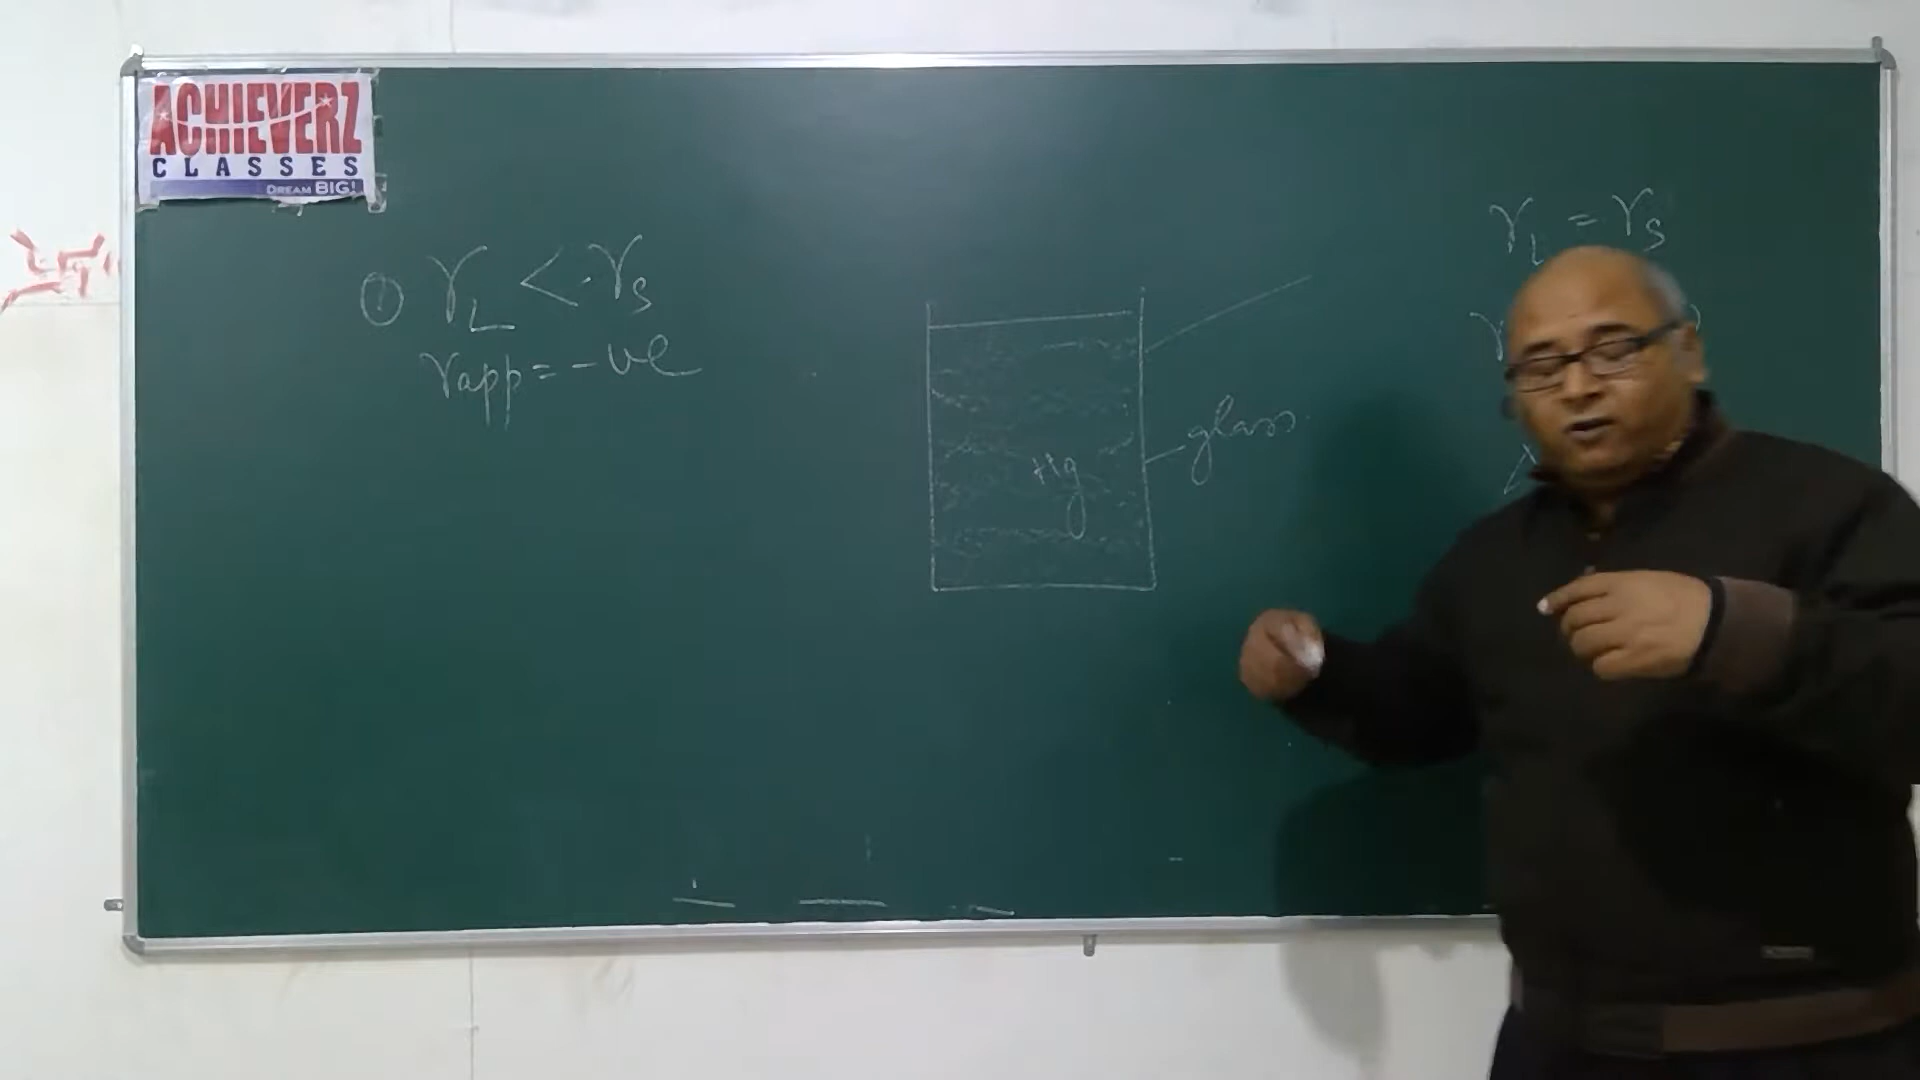 ACHIEVERZ
CLASSES
DREAM BIG!
① γL < γS
γapp = -ve
Hg
glass
γL = γS